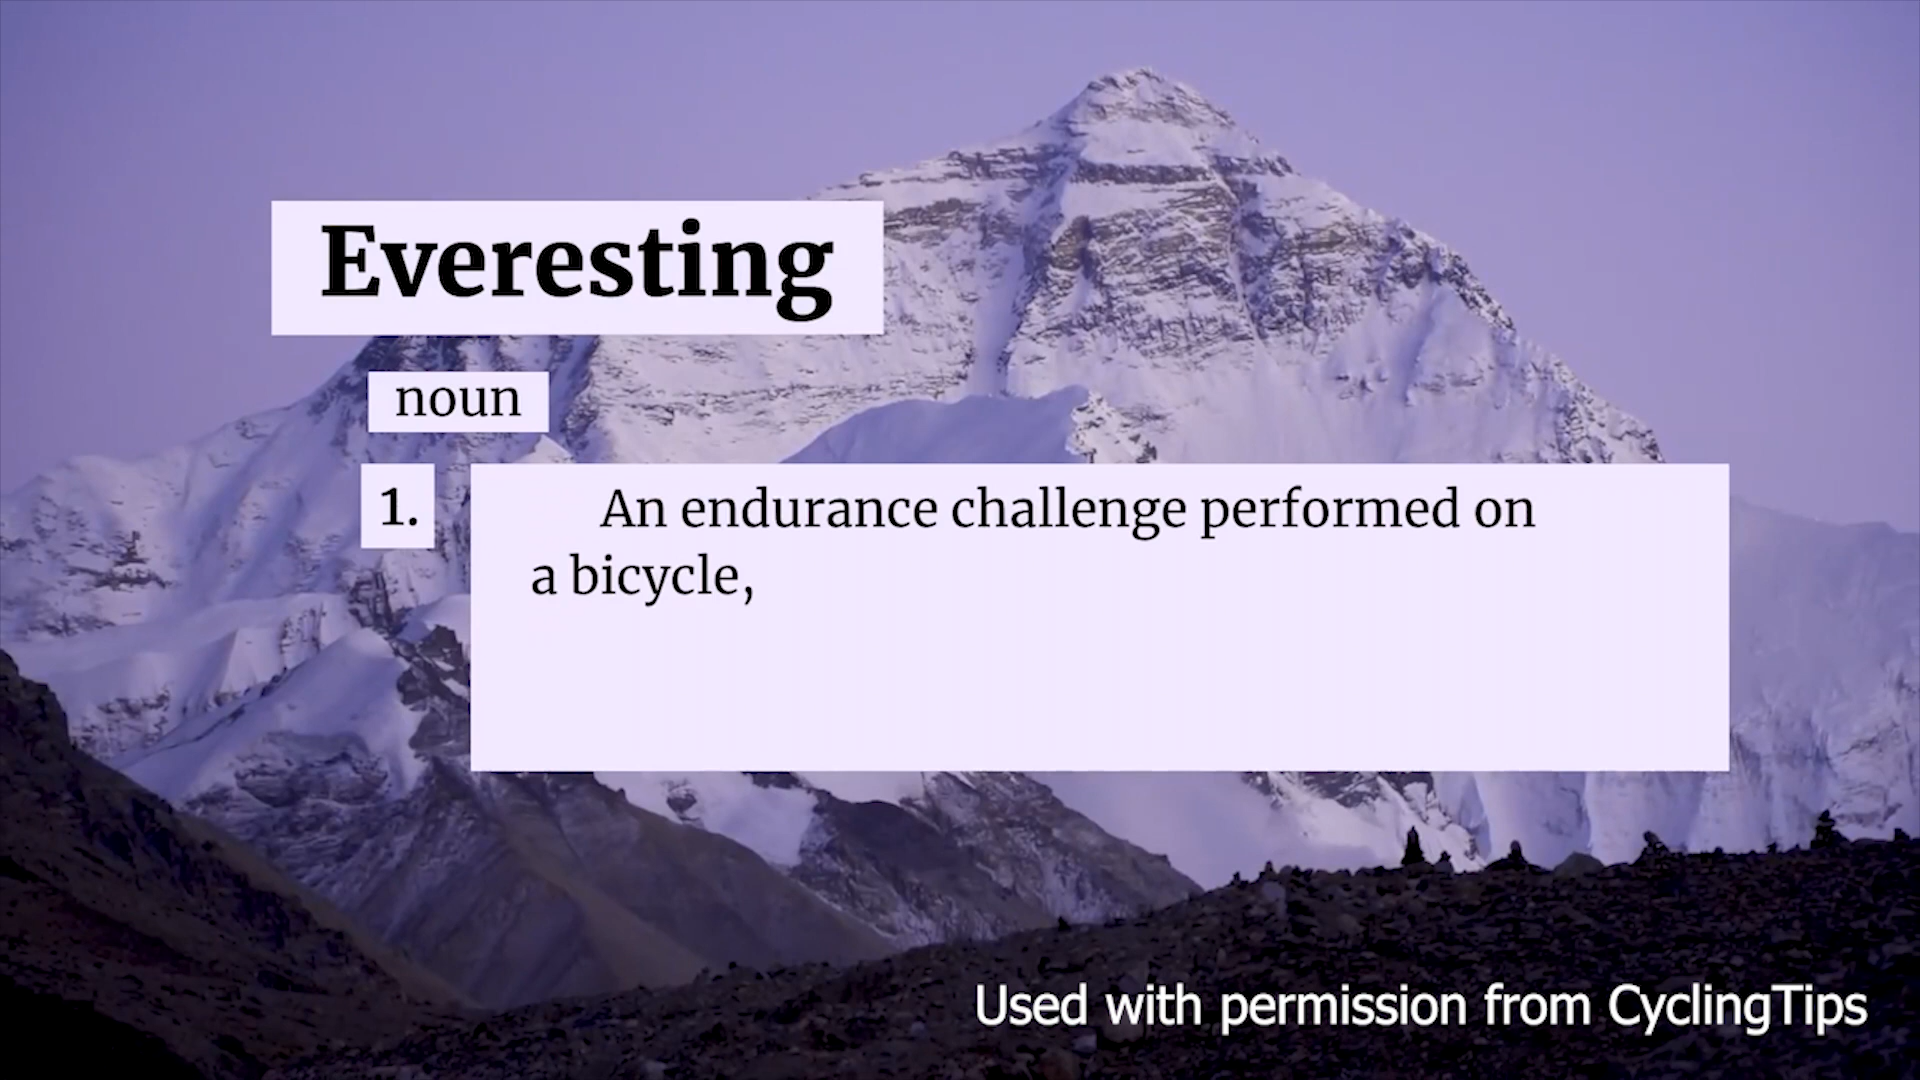 Everesting
noun
1. An endurance challenge performed on
a bicycle,
Used with permission from CyclingTips